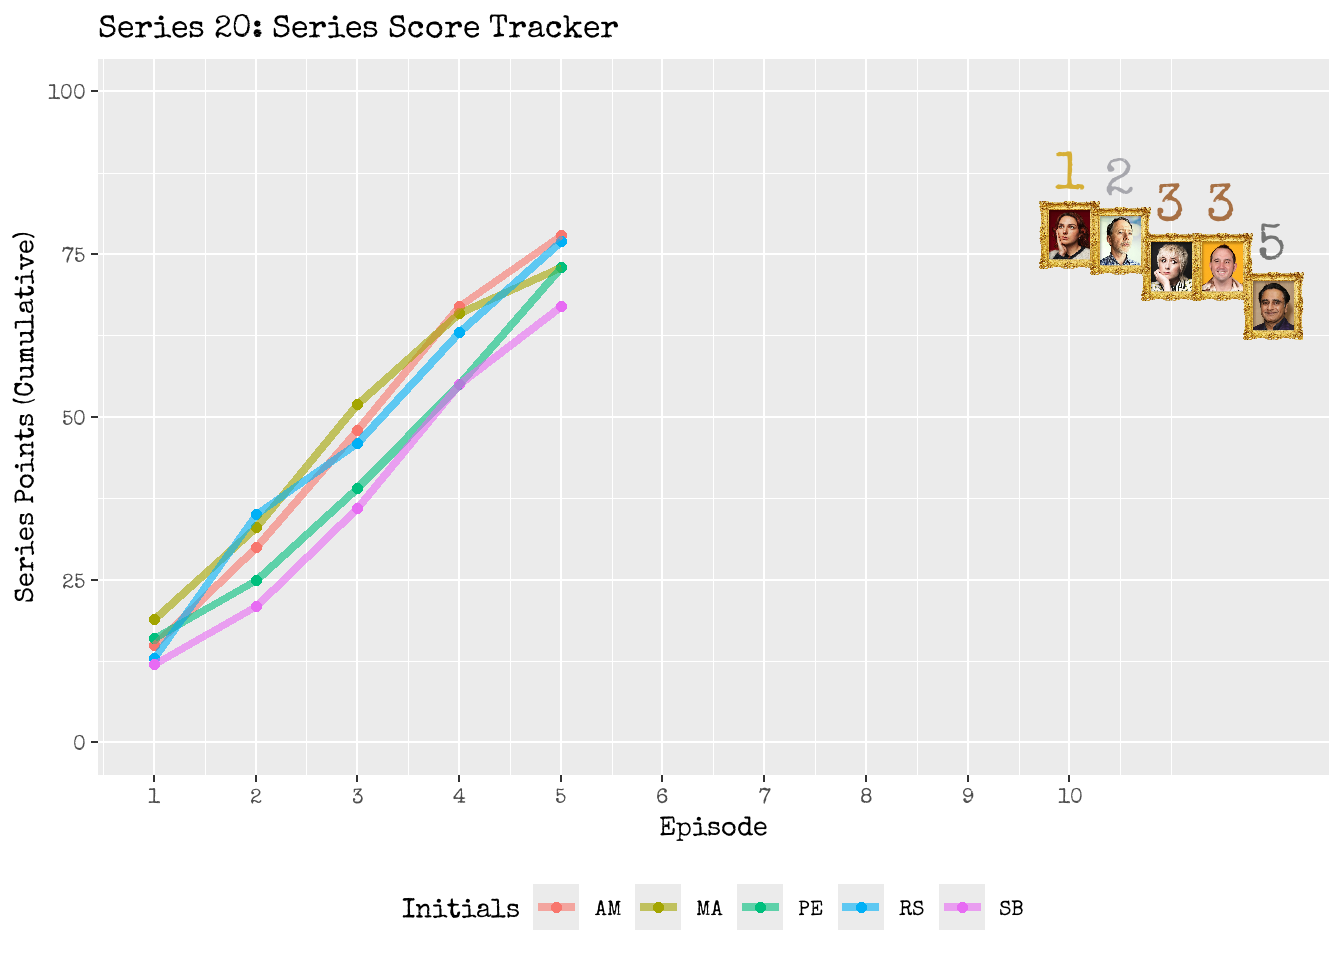 Series 20: Series Score Tracker
Series Points (Cumulative)
100
75
50
25
0
1
2
3
3
5
1 2 3 4 5 6 7 8 9 10
Episode
Initials AM MA PE RS SB